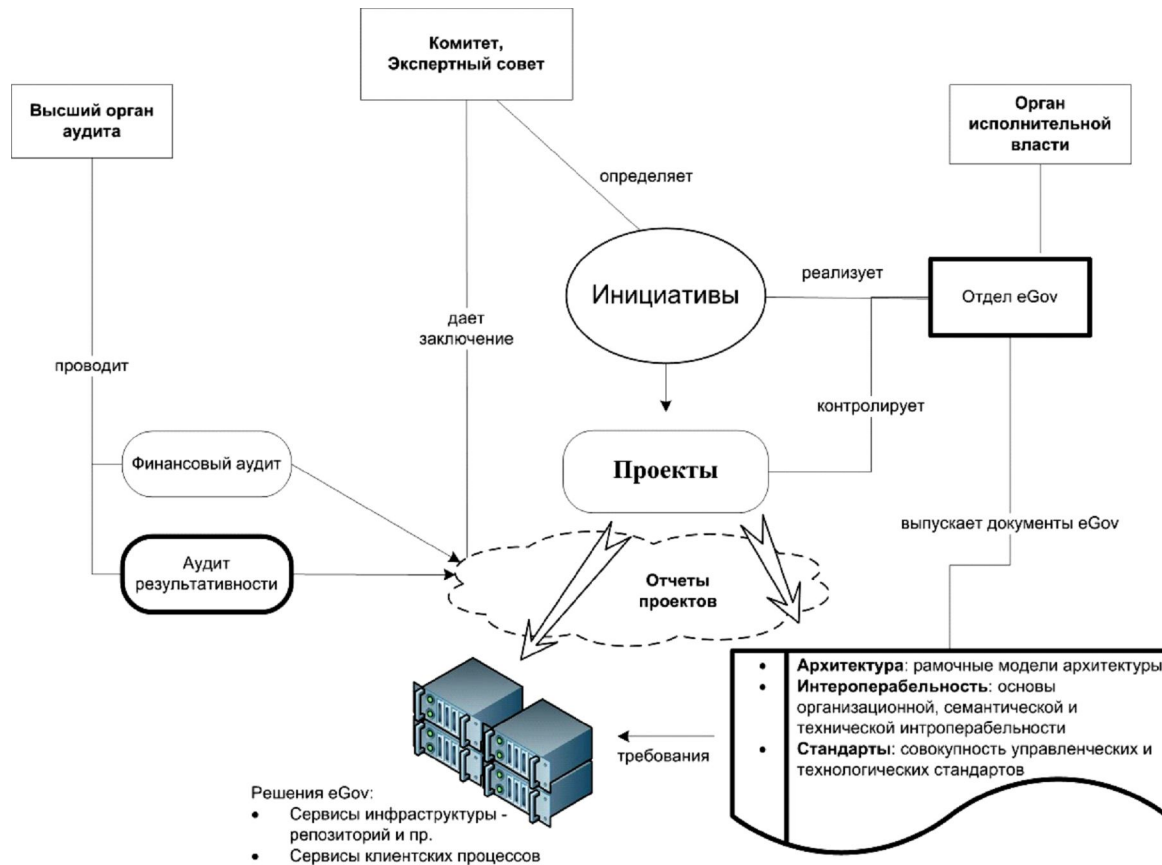 Комитет,
Экспертный совет
Высший орган
аудита
Орган
исполнительной
власти
определяет
Инициативы
реализует
Отдел eGov
дает
заключение
проводит
контролирует
Финансовый аудит
Проекты
выпускает документы eGov
Аудит
результативности
Отчеты
проектов
• Архитектура: рамочные модели архитектуры
• Интероперабельность: основы
организационной, семантической и
технической интроперабельности
• Стандарты: совокупность управленческих и
технологических стандартов
требования
Решения eGov:
• Сервисы инфраструктуры -
репозиторий и пр.
• Сервисы клиентских процессов